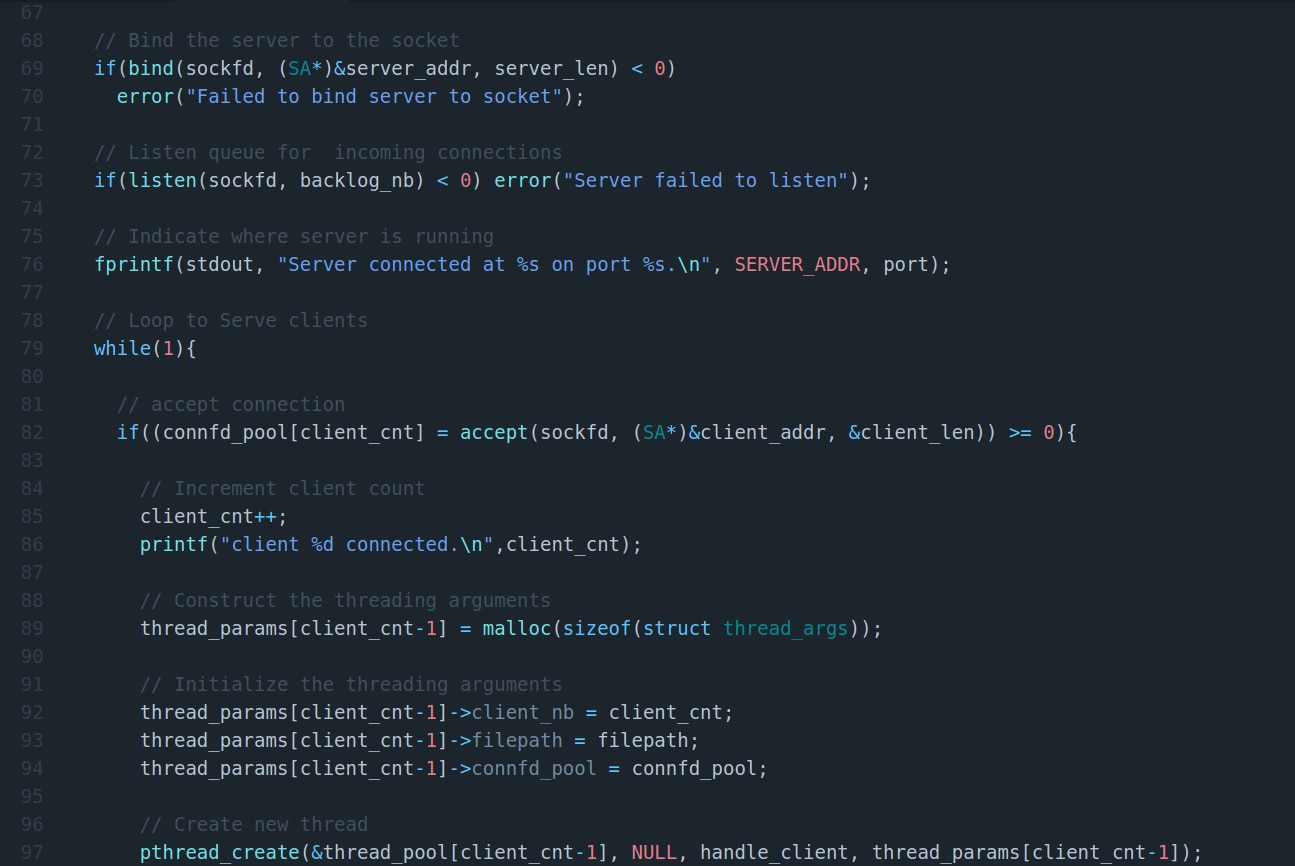 67
68 // Bind the server to the socket
69 if(bind(sockfd, (SA*)&server_addr, server_len) < 0)
70 error("Failed to bind server to socket");
71
72 // Listen queue for  incoming connections
73 if(listen(sockfd, backlog_nb) < 0) error("Server failed to listen");
74
75 // Indicate where server is running
76 fprintf(stdout, "Server connected at %s on port %s.\n", SERVER_ADDR, port);
77
78 // Loop to Serve clients
79 while(1){
80
81 // accept connection
82 if((connfd_pool[client_cnt] = accept(sockfd, (SA*)&client_addr, &client_len)) >= 0){
83
84 // Increment client count
85 client_cnt++;
86 printf("client %d connected.\n",client_cnt);
87
88 // Construct the threading arguments
89 thread_params[client_cnt-1] = malloc(sizeof(struct thread_args));
90
91 // Initialize the threading arguments
92 thread_params[client_cnt-1]->client_nb = client_cnt;
93 thread_params[client_cnt-1]->filepath = filepath;
94 thread_params[client_cnt-1]->connfd_pool = connfd_pool;
95
96 // Create new thread
97 pthread_create(&thread_pool[client_cnt-1], NULL, handle_client, thread_params[client_cnt-1]);